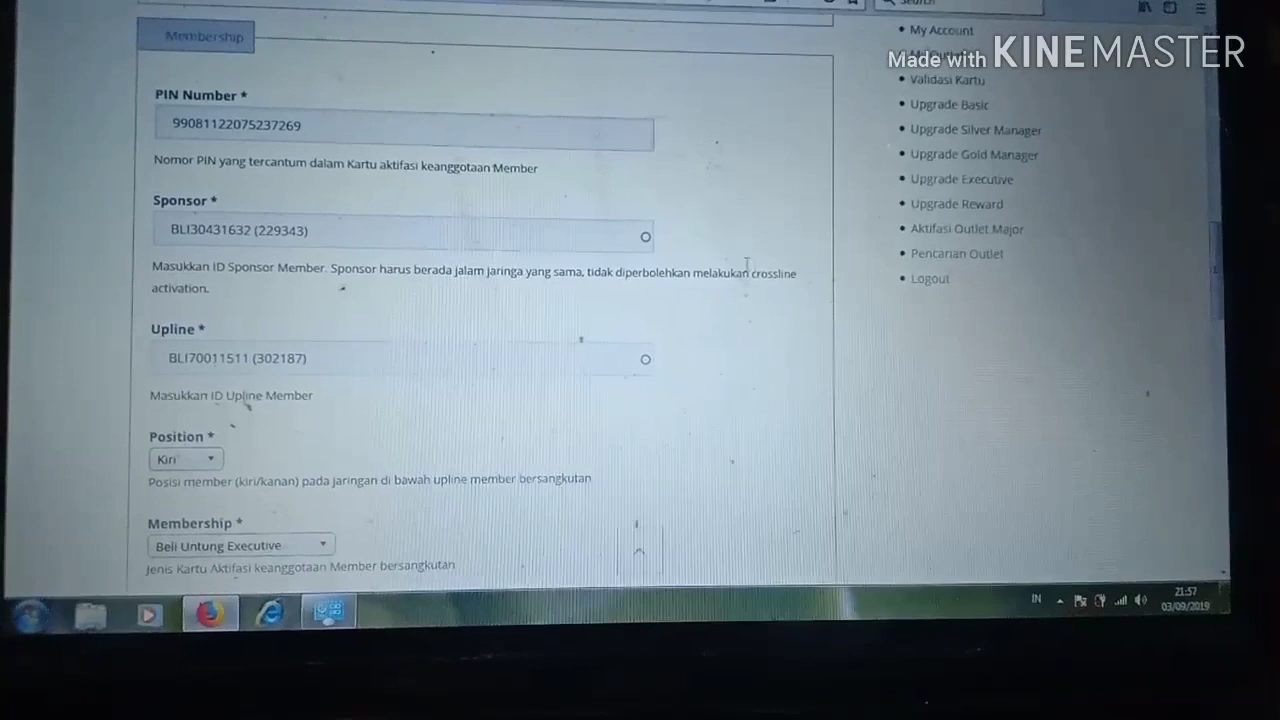 Membership
PIN Number *
99081122075237269
Nomor PIN yang tercantum dalam Kartu aktifasi keanggotaan Member
Sponsor *
BLI30431632 (229343)
Masukkan ID Sponsor Member. Sponsor harus berada jalam jaringa yang sama, tidak diperbolehkan melakukan crossline
activation.
Upline *
BLI70011511 (302187)
Masukkan ID Upline Member
Position *
Kiri
Posisi member (kiri/kanan) pada jaringan di bawah upline member bersangkutan
Membership *
Beli Untung Executive
Jenis Kartu Aktifasi keanggotaan Member bersangkutan
My Account
Made with KINEMASTER
Validasi Kartu
Upgrade Basic
Upgrade Silver Manager
Upgrade Gold Manager
Upgrade Executive
Upgrade Reward
Aktifasi Outlet Major
Pencarian Outlet
Logout
IN
21:57
03/09/2019